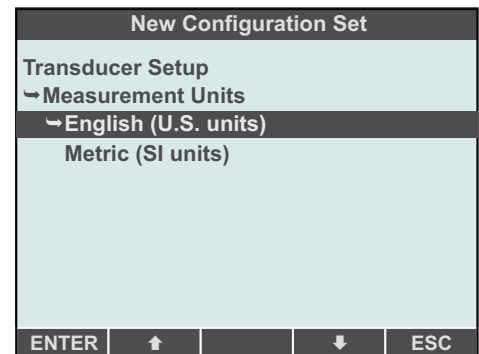 New Configuration Set
Transducer Setup
➥Measurement Units
➥English (U.S. units)
Metric (SI units)
ENTER ⬆ ⬇ ESC